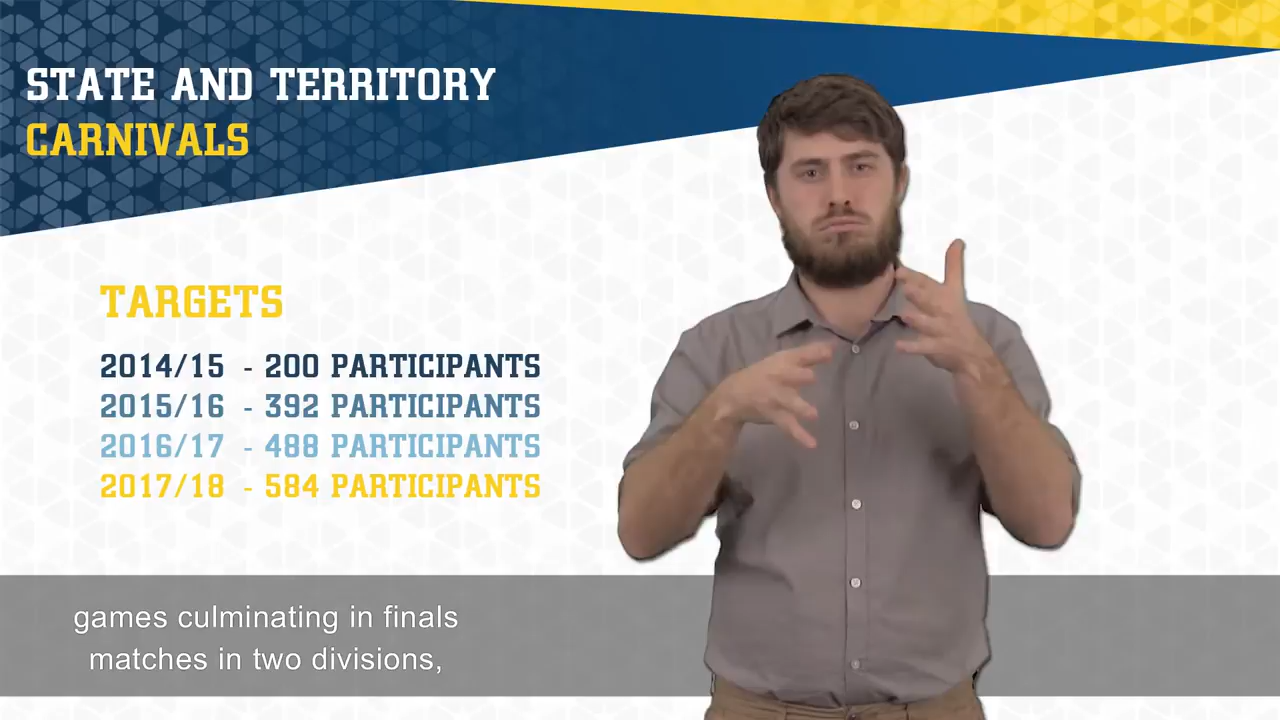 STATE AND TERRITORY
CARNIVALS
TARGETS
2014/15 - 200 PARTICIPANTS
2015/16 - 392 PARTICIPANTS
2016/17 - 488 PARTICIPANTS
2017/18 - 584 PARTICIPANTS
games culminating in finals
matches in two divisions,